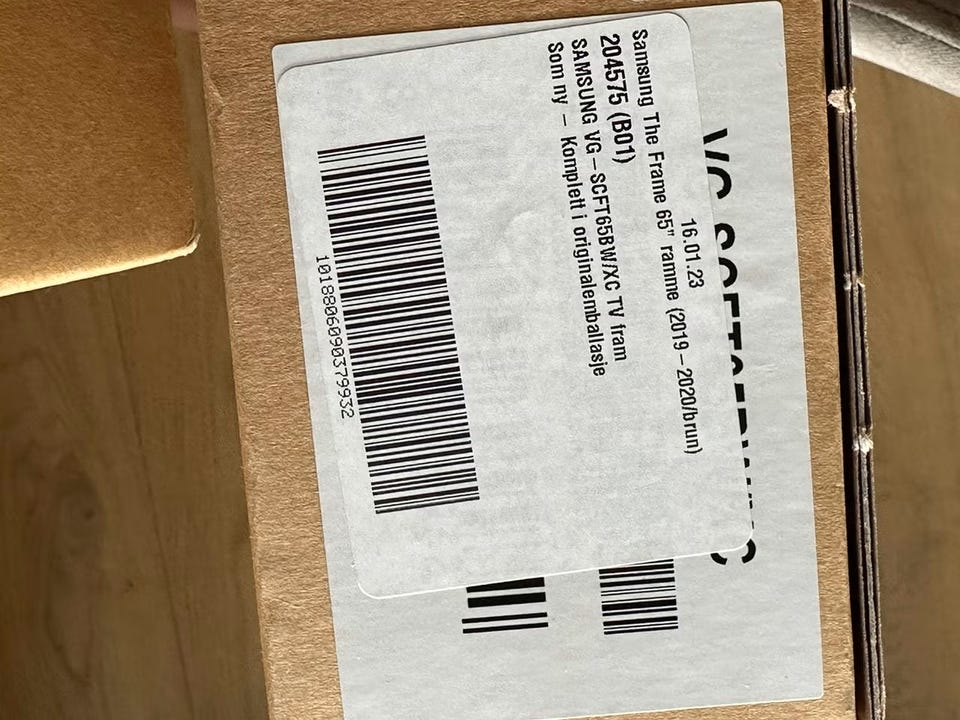 16.01.23
Samsung The Frame 65" ramme (2019-2020/brun)
204575 (B01)
SAMSUNG VG-SCFT65BW/XC TV fram
Som ny - Komplett i originalemballasje
1018806090379932